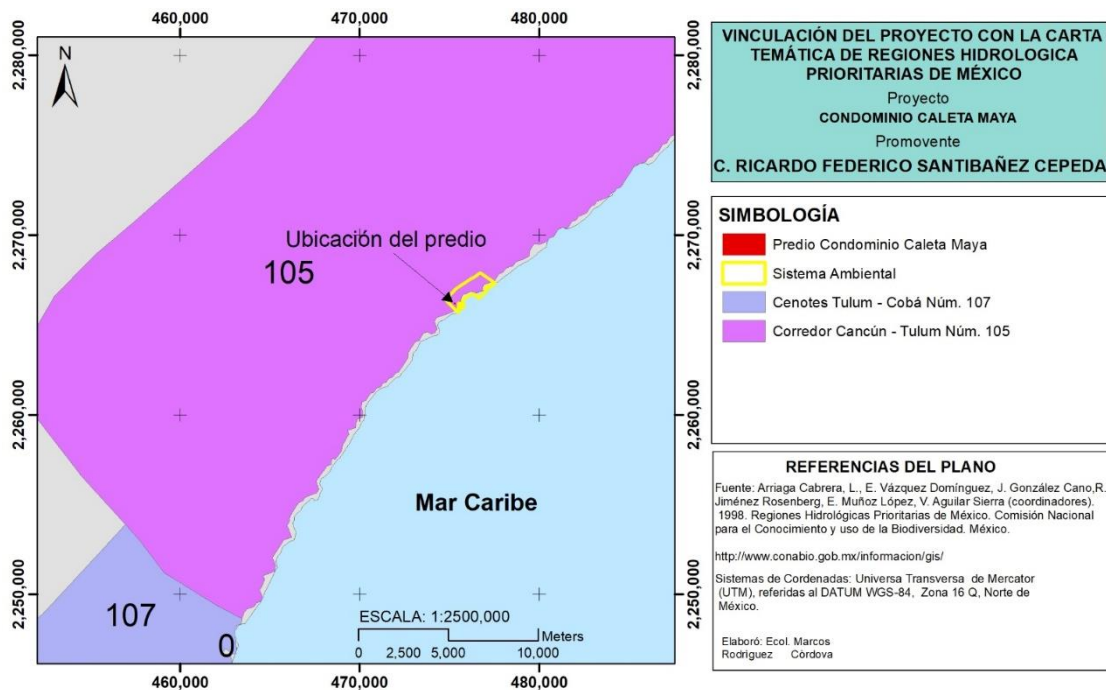 460,000
470,000
480,000
2,280,000
2,270,000
2,260,000
2,250,000
2,280,000
2,270,000
2,260,000
2,250,000
N
Ubicación del predio
105
Mar Caribe
107
0
ESCALA: 1:2500,000
Meters
0 2,500 5,000 10,000
460,000
470,000
480,000
VINCULACIÓN DEL PROYECTO CON LA CARTA
TEMÁTICA DE REGIONES HIDROLOGICA
PRIORITARIAS DE MÉXICO
Proyecto
CONDOMINIO CALETA MAYA
Promovente
C. RICARDO FEDERICO SANTIBAÑEZ CEPEDA
SIMBOLOGÍA
Predio Condominio Caleta Maya
Sistema Ambiental
Cenotes Tulum - Cobá Núm. 107
Corredor Cancún - Tulum Núm. 105
REFERENCIAS DEL PLANO
Fuente: Arriaga Cabrera, L., E. Vázquez Domínguez, J. González Cano,R.
Jiménez Rosenberg, E. Muñoz López, V. Aguilar Sierra (coordinadores).
1998. Regiones Hidrológicas Prioritarias de México. Comisión Nacional
para el Conocimiento y uso de la Biodiversidad. México.
http://www.conabio.gob.mx/informacion/gis/
Sistemas de Cordenadas: Universa Transversa de Mercator
(UTM), referidas al DATUM WGS-84, Zona 16 Q, Norte de
México.
Elaboró: Ecol. Marcos
Rodriguez Còrdova